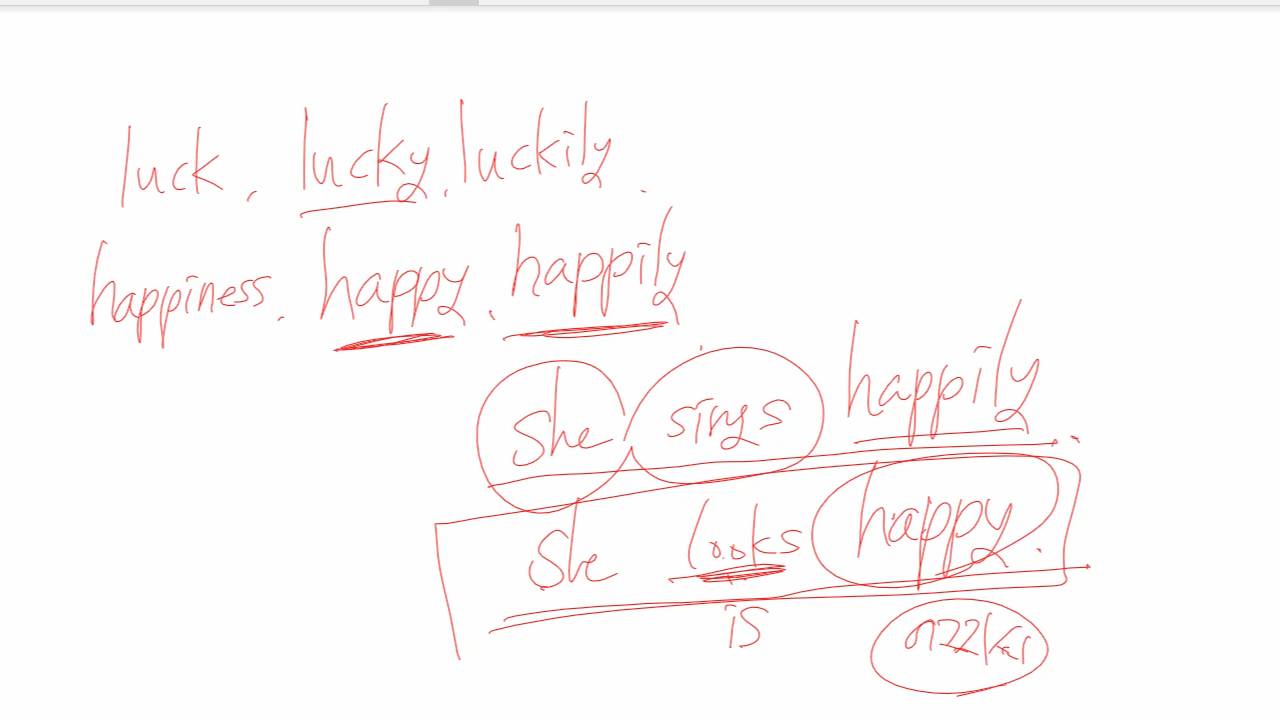 luck, lucky, luckily,
happiness, happy, happily
She sings happily.
She looks happy.
is